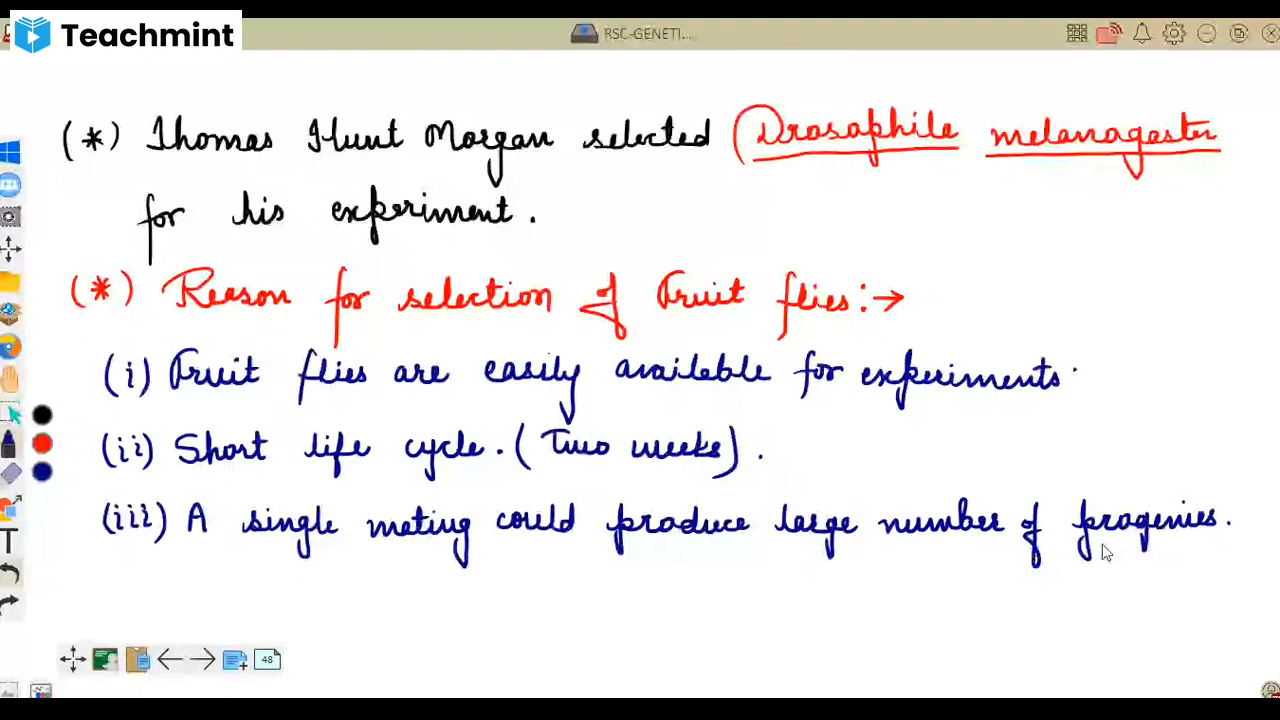 Teachmint
RSC-GENETI...
(*) Thomas Hunt Morgan selected (Drosaphile melanagaster
for his experiment.
(*) Reason for selection of Fruit flies:→
(i) Fruit flies are easily available for experiments.
(ii) Short life cycle. (Two weeks).
(iii) A single mating could produce large number of progenies.
T
48